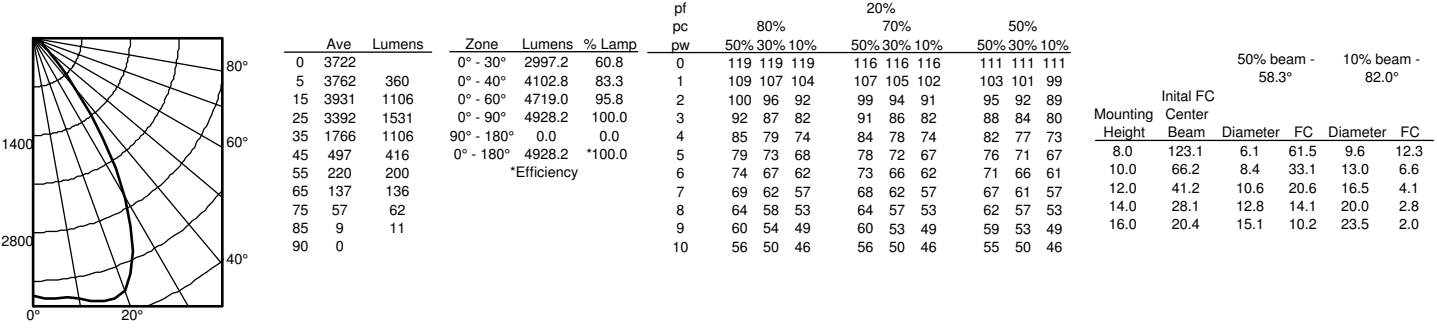 1400
2800
0°
20°
40°
60°
80°
Ave Lumens
0 3722
5 3762 360
15 3931 1106
25 3392 1531
35 1766 1106
45 497 416
55 220 200
65 137 136
75 57 62
85 9 11
90 0
Zone Lumens % Lamp
0° - 30° 2997.2 60.8
0° - 40° 4102.8 83.3
0° - 60° 4719.0 95.8
0° - 90° 4928.2 100.0
90° - 180° 0.0 0.0
0° - 180° 4928.2 *100.0
*Efficiency
pf 20%
pc 80% 70% 50%
pw 50% 30% 10% 50% 30% 10% 50% 30% 10%
0 119 119 119 116 116 116 111 111 111
1 109 107 104 107 105 102 103 101 99
2 100 96 92 99 94 91 95 92 89
3 92 87 82 91 86 82 88 84 80
4 85 79 74 84 78 74 82 77 73
5 79 73 68 78 72 67 76 71 67
6 74 67 62 73 66 62 71 66 61
7 69 62 57 68 62 57 67 61 57
8 64 58 53 64 57 53 62 57 53
9 60 54 49 60 53 49 59 53 49
10 56 50 46 56 50 46 55 50 46
50% beam - 10% beam -
58.3° 82.0°
Inital FC
Mounting Center
Height Beam Diameter FC Diameter FC
8.0 123.1 6.1 61.5 9.6 12.3
10.0 66.2 8.4 33.1 13.0 6.6
12.0 41.2 10.6 20.6 16.5 4.1
14.0 28.1 12.8 14.1 20.0 2.8
16.0 20.4 15.1 10.2 23.5 2.0